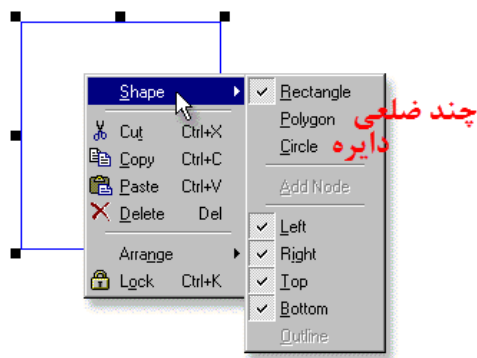 Shape
Cut Ctrl+X
Copy Ctrl+C
Paste Ctrl+V
Delete Del
Arrange
Lock Ctrl+K
Rectangle
Polygon چند ضلعی
Circle دایره
Add Node
Left
Right
Top
Bottom
Outline